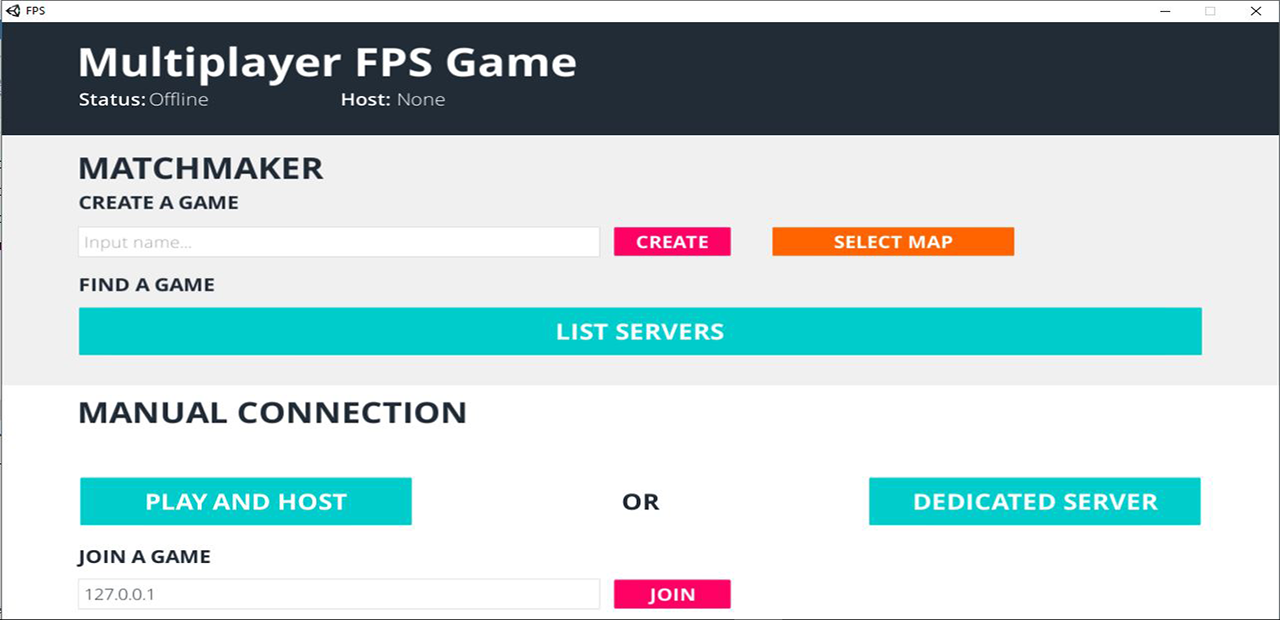 FPS
Multiplayer FPS Game
Status: Offline Host: None
MATCHMAKER
CREATE A GAME
Input name... CREATE SELECT MAP
FIND A GAME
LIST SERVERS
MANUAL CONNECTION
PLAY AND HOST OR DEDICATED SERVER
JOIN A GAME
127.0.0.1 JOIN